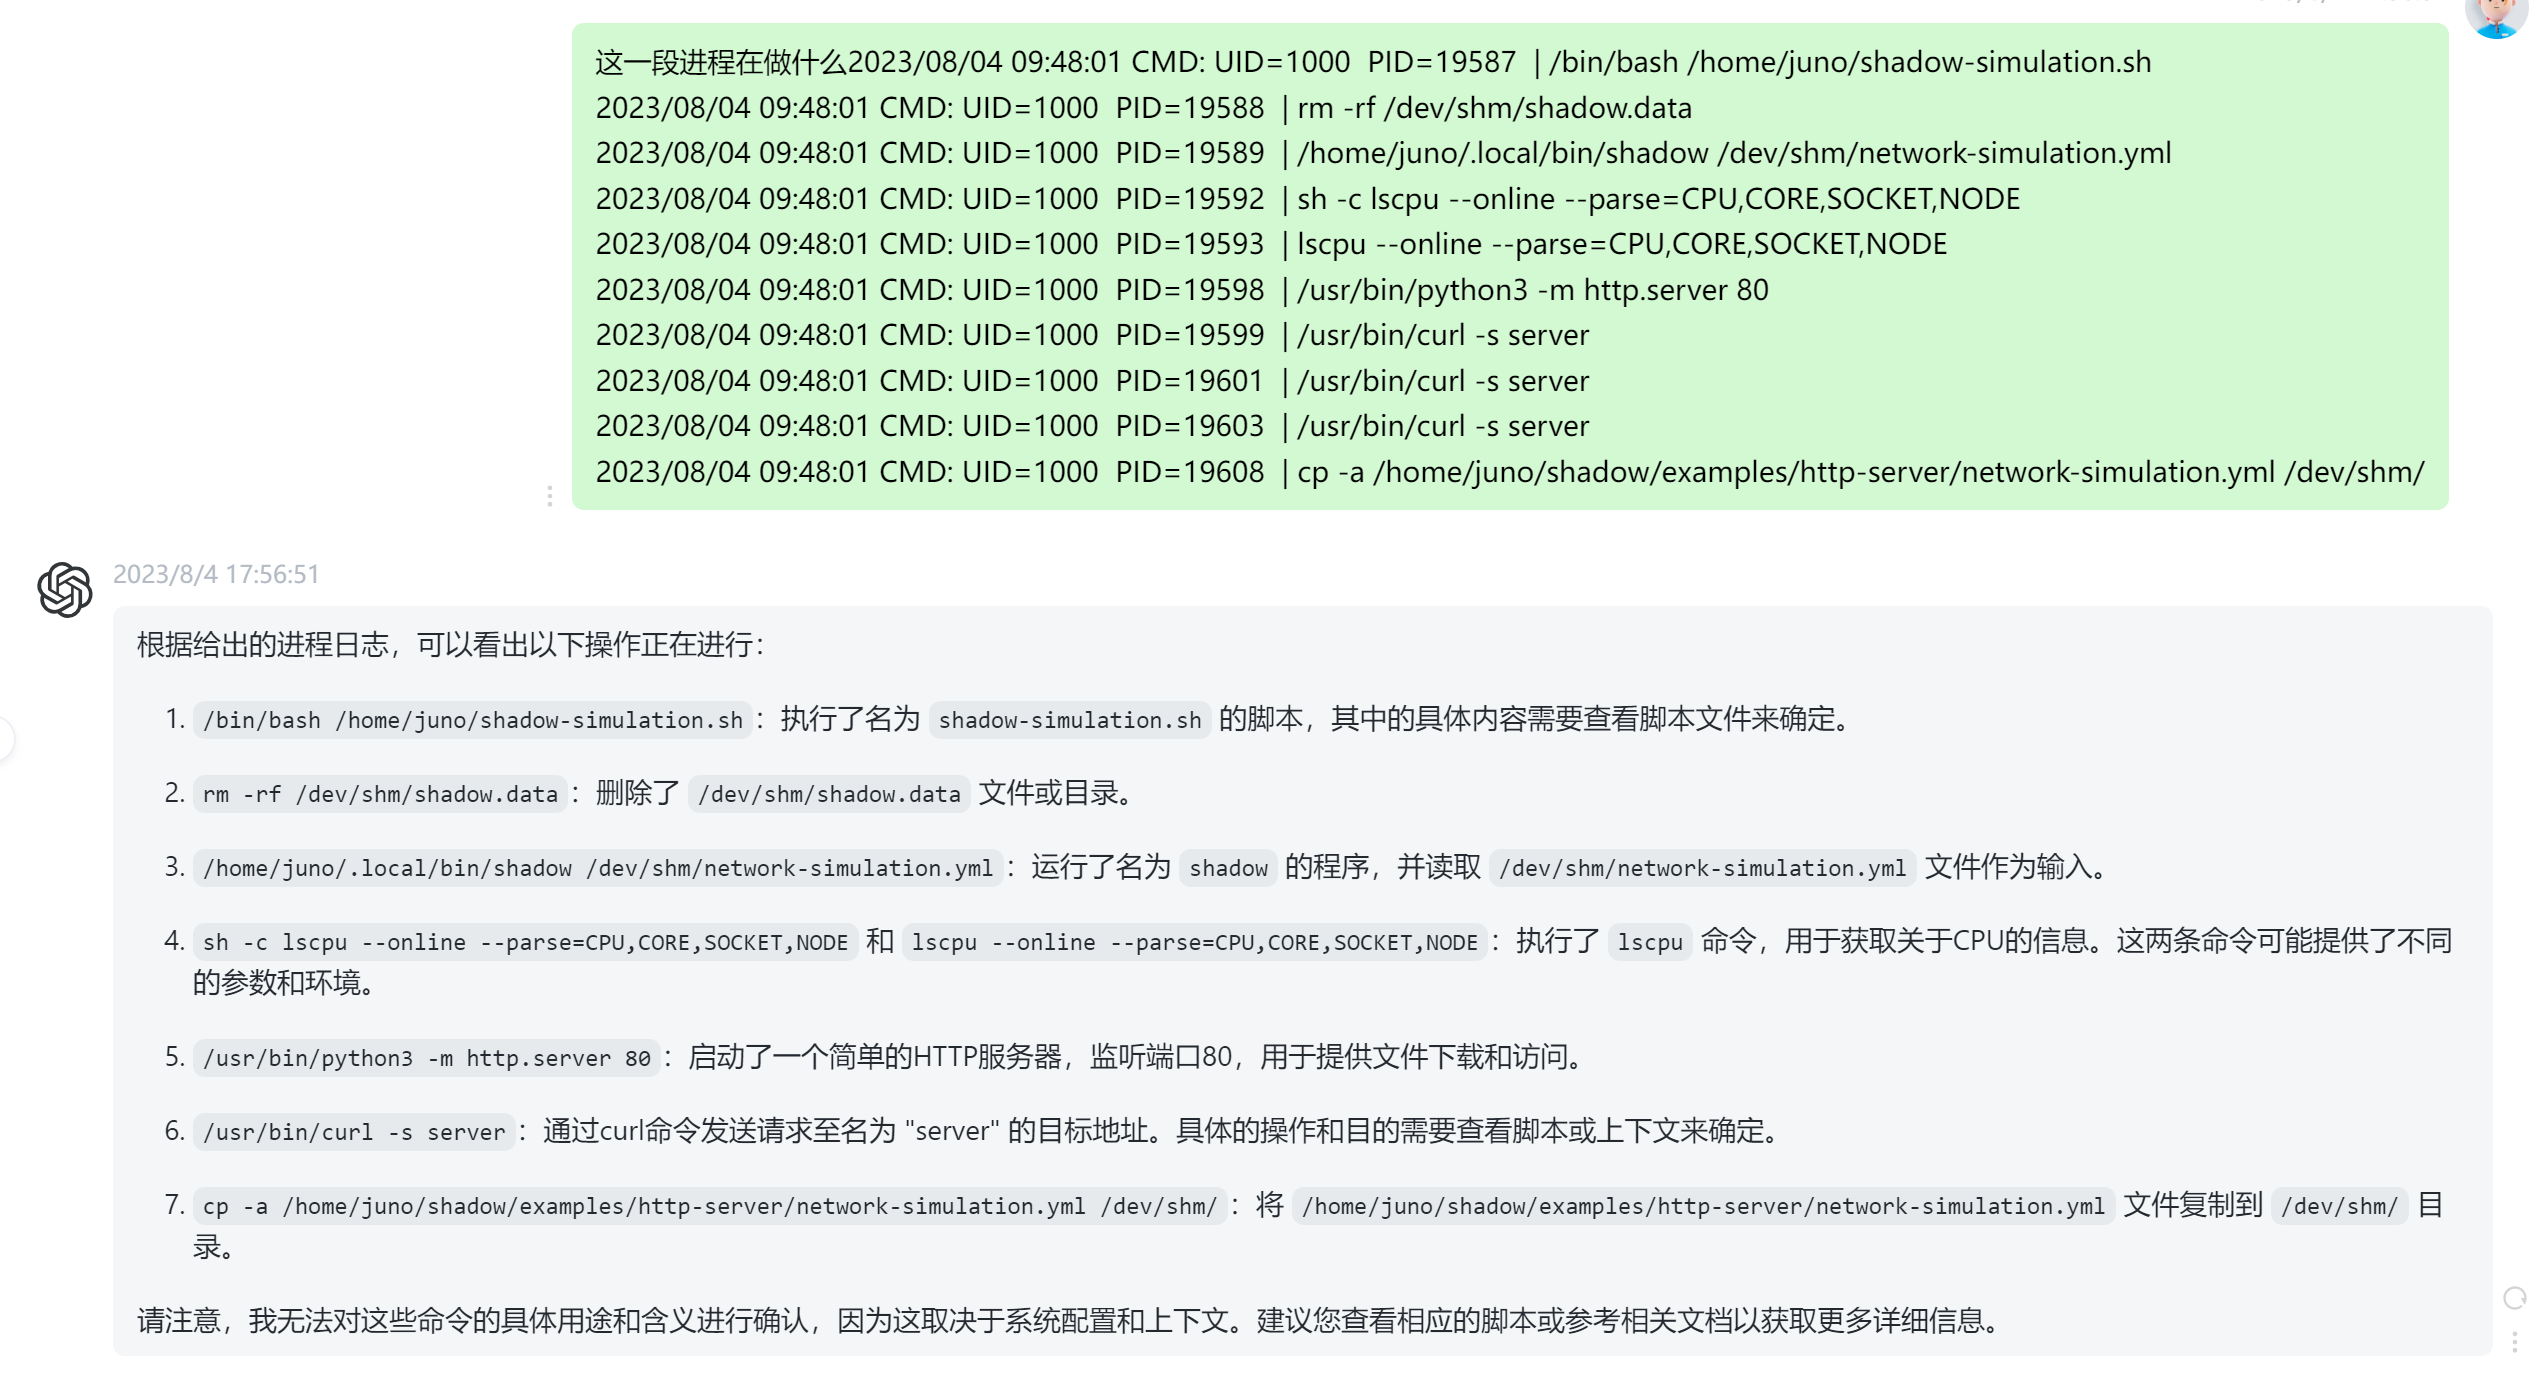 这一段进程在做什么2023/08/04 09:48:01 CMD: UID=1000  PID=19587  | /bin/bash /home/juno/shadow-simulation.sh
2023/08/04 09:48:01 CMD: UID=1000  PID=19588  | rm -rf /dev/shm/shadow.data
2023/08/04 09:48:01 CMD: UID=1000  PID=19589  | /home/juno/.local/bin/shadow /dev/shm/network-simulation.yml
2023/08/04 09:48:01 CMD: UID=1000  PID=19592  | sh -c lscpu --online --parse=CPU,CORE,SOCKET,NODE
2023/08/04 09:48:01 CMD: UID=1000  PID=19593  | lscpu --online --parse=CPU,CORE,SOCKET,NODE
2023/08/04 09:48:01 CMD: UID=1000  PID=19598  | /usr/bin/python3 -m http.server 80
2023/08/04 09:48:01 CMD: UID=1000  PID=19599  | /usr/bin/curl -s server
2023/08/04 09:48:01 CMD: UID=1000  PID=19601  | /usr/bin/curl -s server
2023/08/04 09:48:01 CMD: UID=1000  PID=19603  | /usr/bin/curl -s server
2023/08/04 09:48:01 CMD: UID=1000  PID=19608  | cp -a /home/juno/shadow/examples/http-server/network-simulation.yml /dev/shm/
2023/8/4 17:56:51
根据给出的进程日志，可以看出以下操作正在进行：
1. /bin/bash /home/juno/shadow-simulation.sh ：执行了名为 shadow-simulation.sh 的脚本，其中的具体内容需要查看脚本文件来确定。
2. rm -rf /dev/shm/shadow.data ：删除了 /dev/shm/shadow.data 文件或目录。
3. /home/juno/.local/bin/shadow /dev/shm/network-simulation.yml ：运行了名为 shadow 的程序，并读取 /dev/shm/network-simulation.yml 文件作为输入。
4. sh -c lscpu --online --parse=CPU,CORE,SOCKET,NODE 和 lscpu --online --parse=CPU,CORE,SOCKET,NODE ：执行了 lscpu 命令，用于获取关于CPU的信息。这两条命令可能提供了不同
的参数和环境。
5. /usr/bin/python3 -m http.server 80 ：启动了一个简单的HTTP服务器，监听端口80，用于提供文件下载和访问。
6. /usr/bin/curl -s server ：通过curl命令发送请求至名为 "server" 的目标地址。具体的操作和目的需要查看脚本或上下文来确定。
7. cp -a /home/juno/shadow/examples/http-server/network-simulation.yml /dev/shm/ ：将 /home/juno/shadow/examples/http-server/network-simulation.yml 文件复制到 /dev/shm/ 目
录。
请注意，我无法对这些命令的具体用途和含义进行确认，因为这取决于系统配置和上下文。建议您查看相应的脚本或参考相关文档以获取更多详细信息。